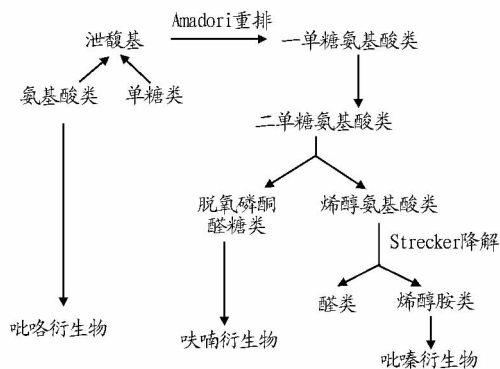 泄馥基
Amadori重排
一单糖氨基酸类
氨基酸类
单糖类
二单糖氨基酸类
脱氧磷酮
醛糖类
烯醇氨基酸类
Strecker降解
醛类
烯醇胺类
吡咯衍生物
呋喃衍生物
吡嗪衍生物